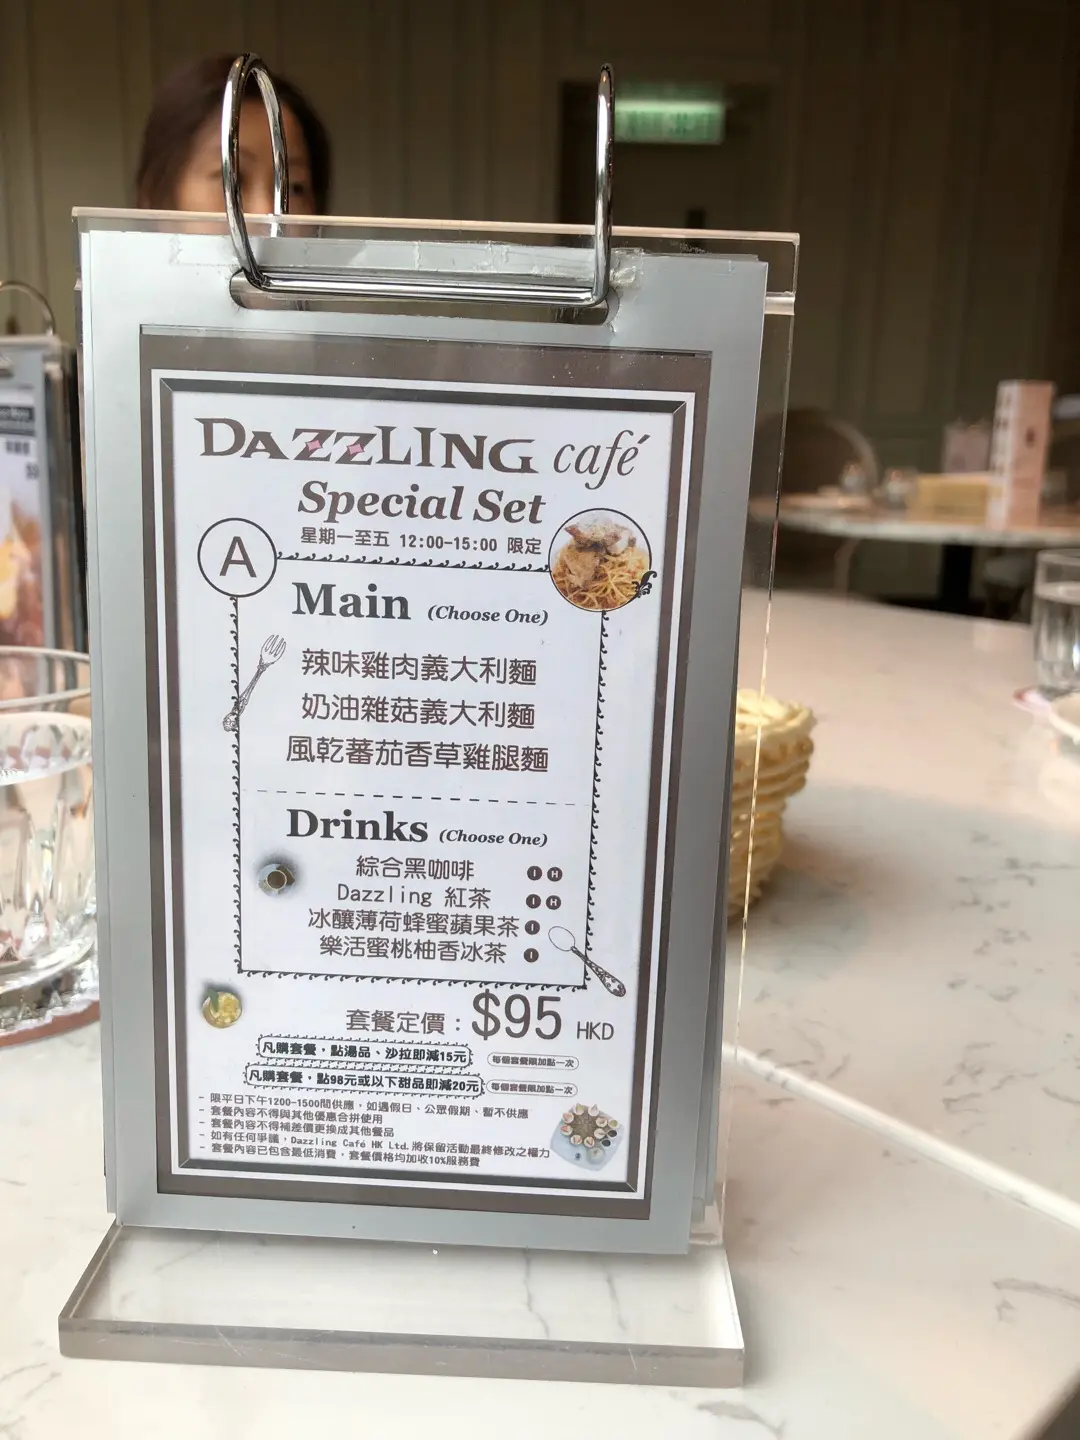 DAZZLING café
Special Set
星期一至五 12:00-15:00 限定
A
Main (Choose One)
辣味雞肉義大利麵
奶油雜菇義大利麵
風乾蕃茄香草雞腿麵
Drinks (Choose One)
綜合黑咖啡 I H
Dazzling 紅茶 I H
冰釀薄荷蜂蜜蘋果茶 I
樂活蜜桃柚香冰茶 I
套餐定價：$95 HKD
凡購套餐，點湯品、沙拉即減15元 每個套餐限加點一次
凡購套餐，點98元或以下甜品即減20元 每個套餐限加點一次
- 限平日下午1200-1500間供應，如遇假日、公眾假期、暫不供應
- 套餐內容不得與其他優惠合拼使用
- 套餐內容不得補差價更換成其他餐品
- 如有任何爭議，Dazzling Café HK Ltd.將保留活動最終修改之權力
- 套餐內容已包含最低消費，套餐價格均加收10%服務費